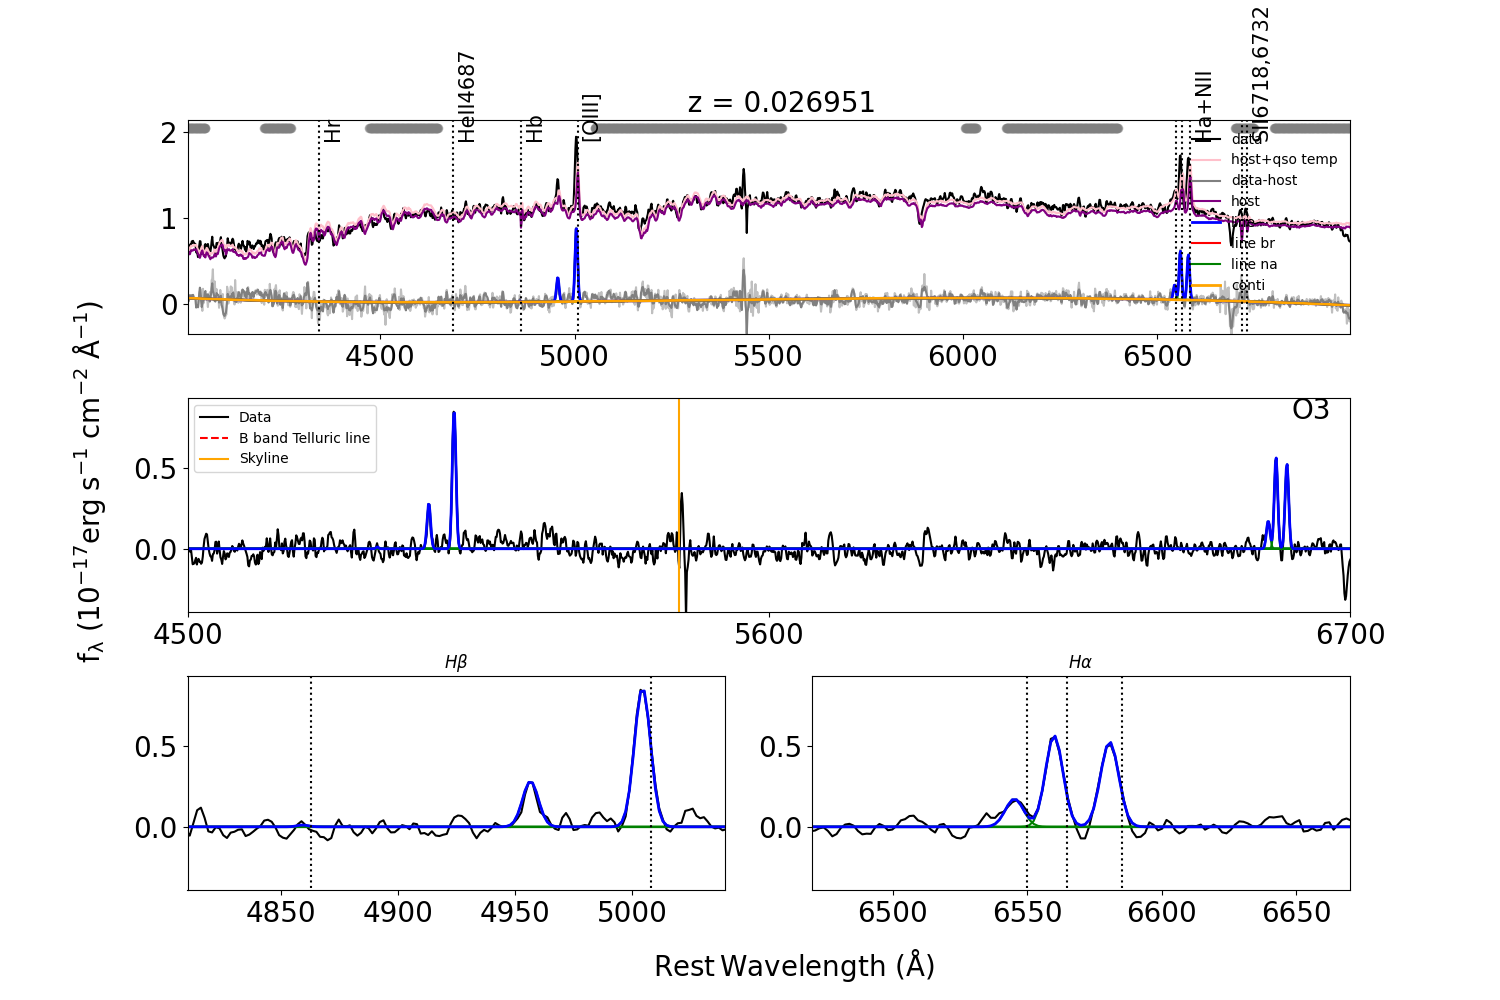 z = 0.026951
Hr
HeII4687
Hb
[OIII]
Ha+NII
SII6718,6732
data
host+qso temp
data-host
host
line
line br
line na
conti
2
1
0
4500 5000 5500 6000 6500
f_λ (10^{-17} erg s^{-1} cm^{-2} Å^{-1})
O3
Data
B band Telluric line
Skyline
0.5
0.0
4500 5600 6700
Hβ
Hα
0.5
0.0
4850 4900 4950 5000
0.5
0.0
6500 6550 6600 6650
Rest Wavelength (Å)